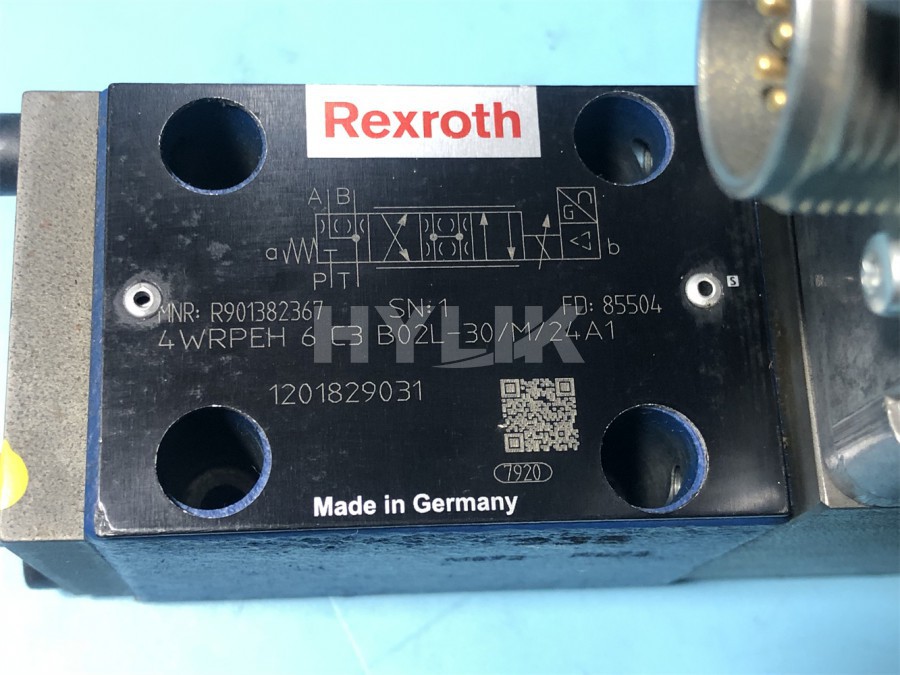 Rexroth
A B
G
a b
P T
MNR: R901382367 SN: 1 FD: 85504
4WRPEH 6 C3 B02L-30/M/24A1
HYLIK
1201829031
7920
Made in Germany
S